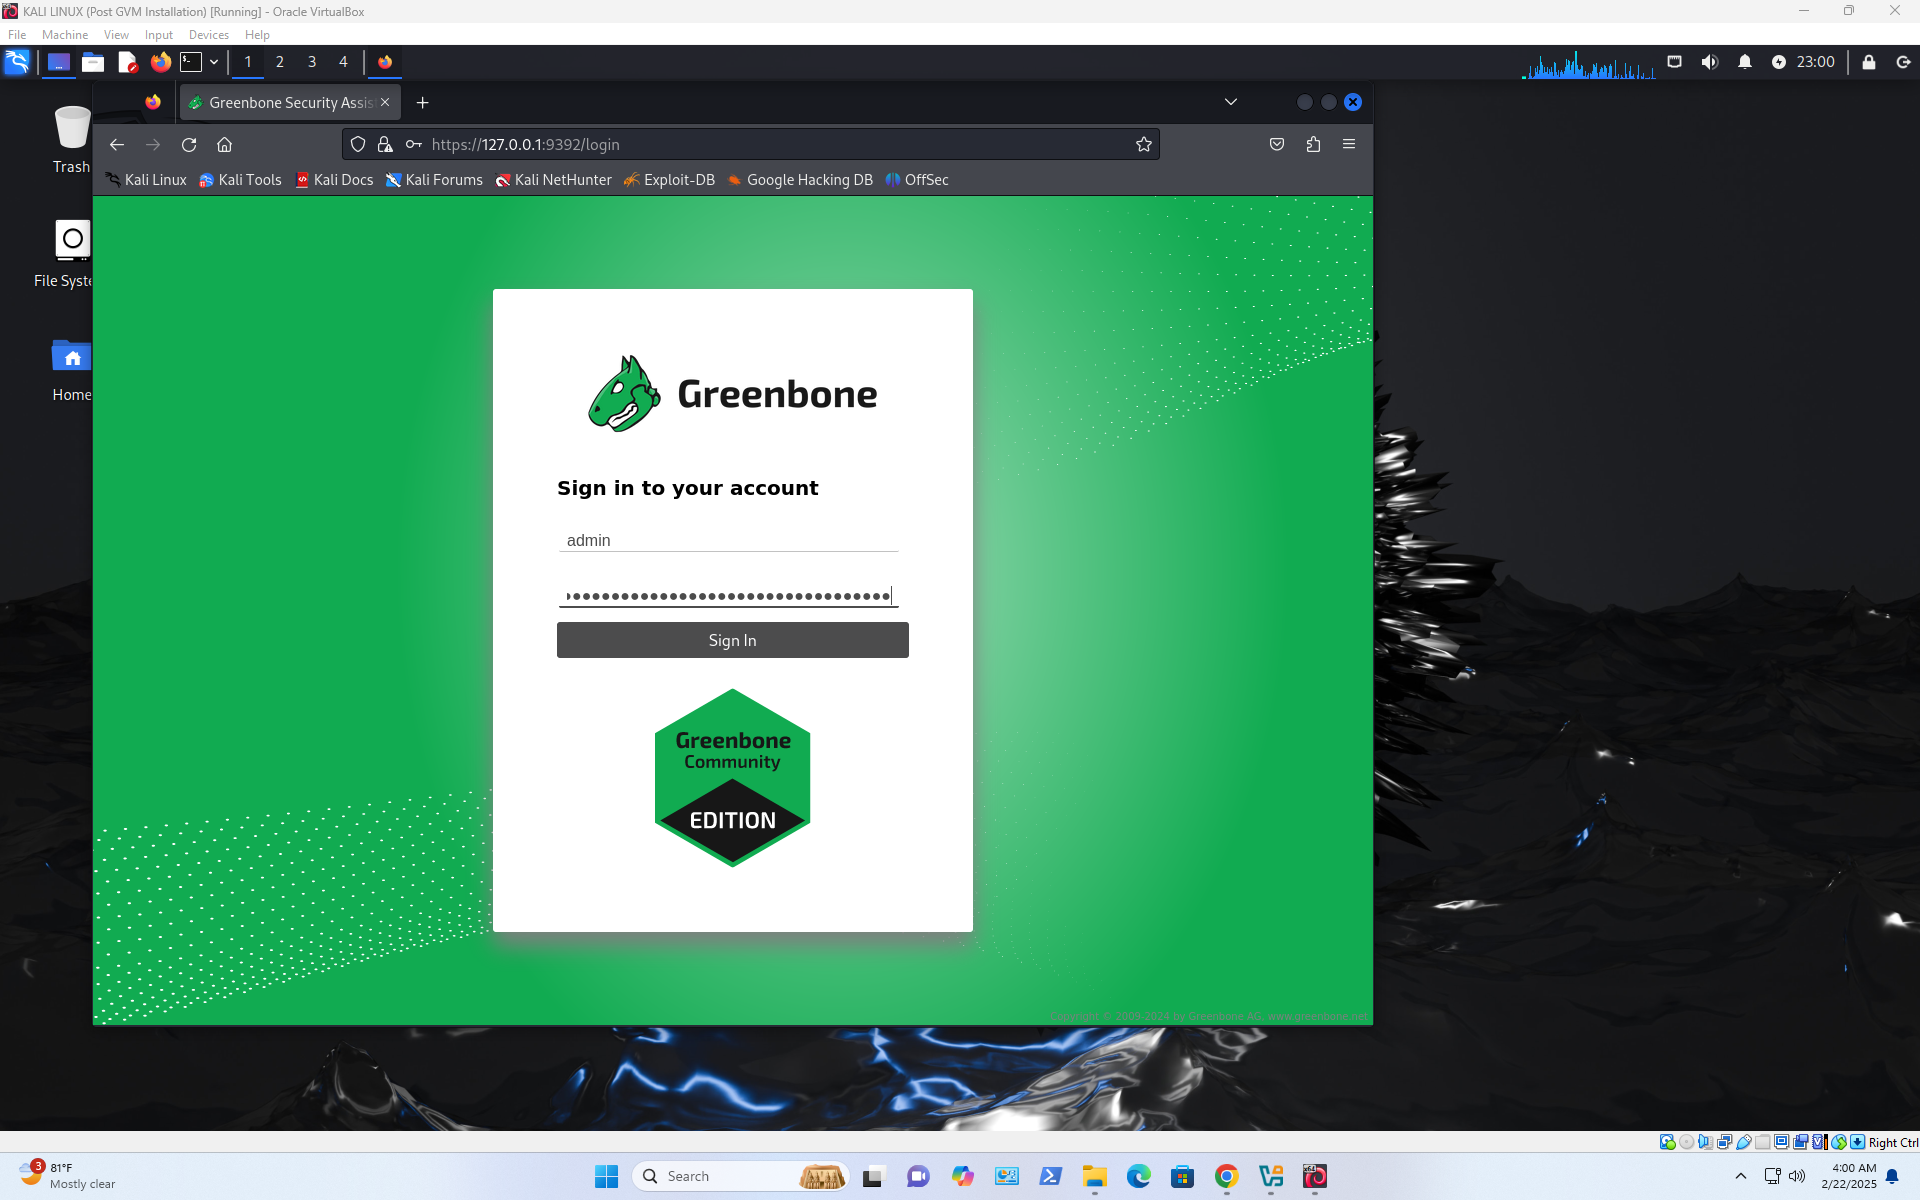 KALI LINUX (Post GVM Installation) [Running] - Oracle VirtualBox
File Machine View Input Devices Help
1 2 3 4 23:00
Greenbone Security Assis
https://127.0.0.1:9392/login
Kali Linux Kali Tools Kali Docs Kali Forums Kali NetHunter Exploit-DB Google Hacking DB OffSec
Trash
File Syste
Home
Greenbone
Sign in to your account
admin
Sign In
Greenbone
Community
EDITION
Copyright © 2009-2024 by Greenbone AG, www.greenbone.net
Right Ctrl
3
81°F
Mostly clear
Search
4:00 AM
2/22/2025